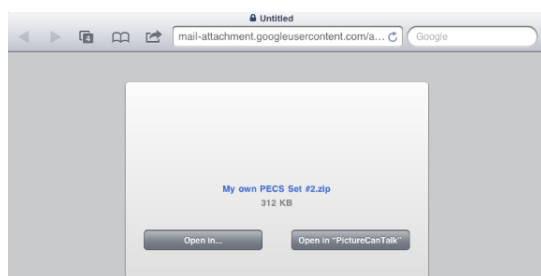 Untitled
4
mail-attachment.googleusercontent.com/a... Google
My own PECS Set #2.zip
312 KB
Open in... Open in "PictureCanTalk"